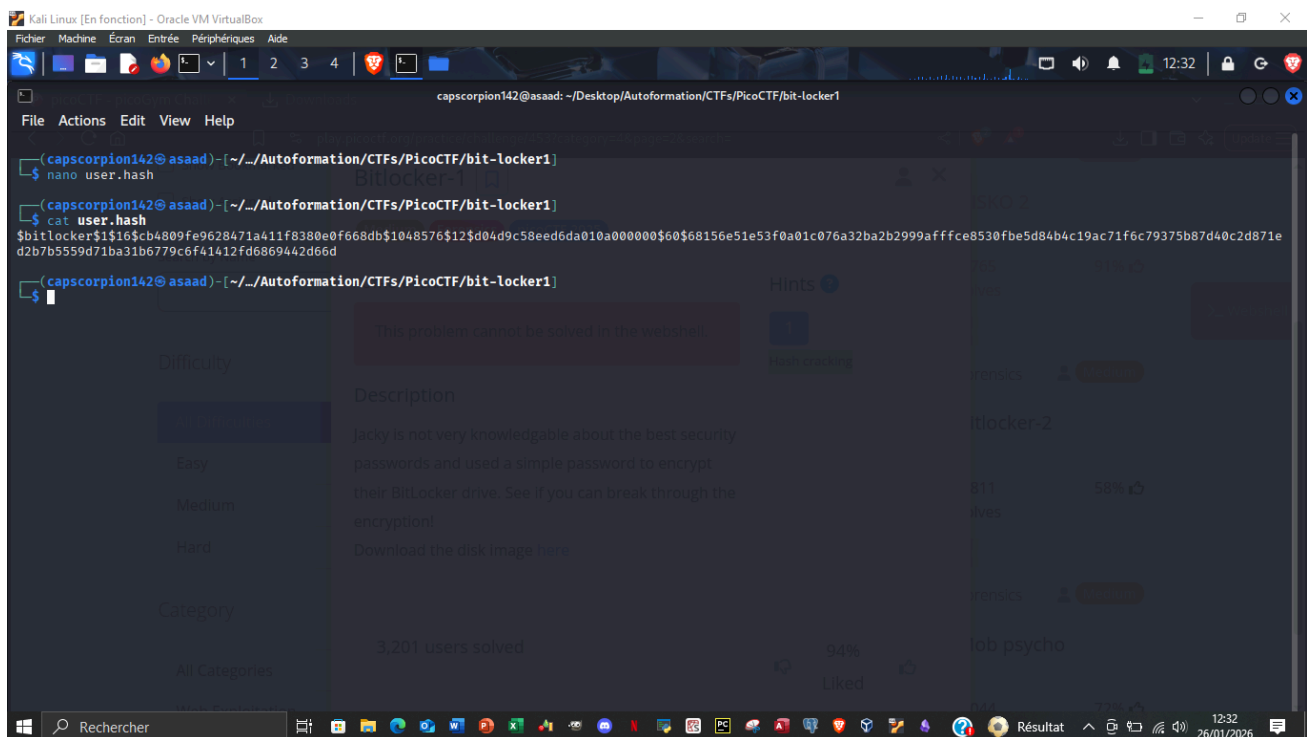 Kali Linux [En fonction] - Oracle VM VirtualBox
Fichier Machine Écran Entrée Périphériques Aide
1 2 3 4
12:32
capscorpion142@asaad: ~/Desktop/Autoformation/CTFs/PicoCTF/bit-locker1
File Actions Edit View Help
(capscorpion142㉿asaad)-[~/…/Autoformation/CTFs/PicoCTF/bit-locker1]
$ nano user.hash
Bitlocker-1
(capscorpion142㉿asaad)-[~/…/Autoformation/CTFs/PicoCTF/bit-locker1]
$ cat user.hash
$bitlocker$1$16$cb4809fe9628471a411f8380e0f668db$1048576$12$d04d9c58eed6da010a000000$60$68156e51e53f0a01c076a32ba2b2999afffce8530fbe5d84b4c19ac71f6c79375b87d40c2d871e
d2b7b5559d71ba31b6779c6f41412fd6869442d66d
(capscorpion142㉿asaad)-[~/…/Autoformation/CTFs/PicoCTF/bit-locker1]
$
Hints
This problem cannot be solved in the webshell.
1
Hash cracking
Difficulty
Description
Jacky is not very knowledgable about the best security
Easy
passwords and used a simple password to encrypt
their BitLocker drive. See if you can break through the
Medium
encryption!
Hard
Download the disk image here
58%
Category
3,201 users solved
94%
Liked
All Categories
Rechercher
Résultat
12:32
26/01/2026